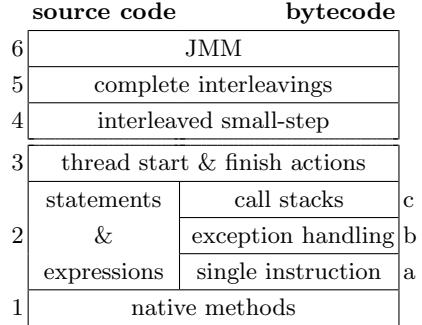 source code bytecode
6 JMM
5 complete interleavings
4 interleaved small-step
3 thread start & finish actions
statements call stacks c
2 & exception handling b
expressions single instruction a
1 native methods